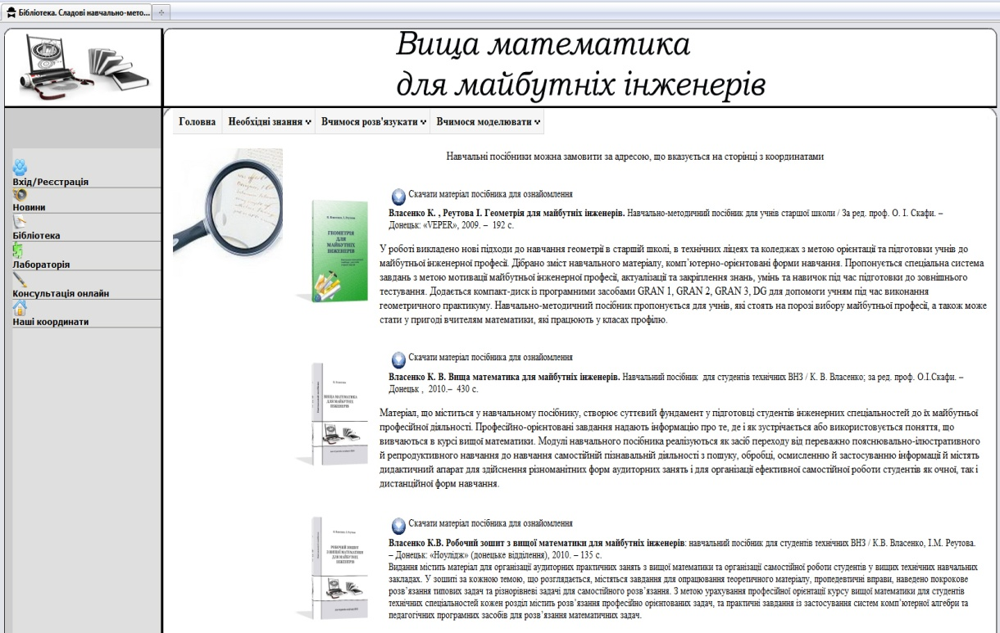 Бібліотека. Сладові навчально-мето...
Вища математика
для майбутніх інженерів
Головна
Необхідні знання
Вчимося розв'язукати
Вчимося моделювати
Вхід/Реєстрація
Новини
Бібліотека
Лабораторія
Консультація онлайн
Наші координати
Навчальні посібники можна замовити за адресою, що вказується на сторінці з координатами
Скачати матеріал посібника для ознайомлення
Власенко К. , Реутова І. Геометрія для майбутніх інженерів. Навчально-методичний посібник для учнів старшої школи / За ред. проф. О. І. Скафи. –
Донецьк: «VEPER», 2009. – 192 с.
ГЕОМЕТРІЯ
ДЛЯ
МАЙБУТНІХ
ІНЖЕНЕРІВ
У роботі викладено нові підходи до навчання геометрії в старшій школі, в технічних ліцеях та коледжах з метою орієнтації та підготовки учнів до
майбутньої інженерної професії. Дібрано зміст навчального матеріалу, комп’ютерно-орієнтовані форми навчання. Пропонується спеціальна система
завдань з метою мотивації майбутньої інженерної професії, актуалізації та закріплення знань, умінь та навичок під час підготовки до зовнішнього
тестування. Додається компакт-диск із програмними засобами GRAN 1, GRAN 2, GRAN 3, DG для допомоги учням під час виконання
геометричного практикуму. Навчально-методичний посібник пропонується для учнів, які стоять на порозі вибору майбутньої професії, а також може
стати у пригоді вчителям математики, які працюють у класах профілю.
Скачати матеріал посібника для ознайомлення
Власенко К. В. Вища математика для майбутніх інженерів. Навчальний посібник для студентів технічних ВНЗ / К. В. Власенко; за ред. проф. О.І.Скафи. –
Донецьк , 2010.– 430 с.
ВИЩА МАТЕМАТИКА
ДЛЯ МАЙБУТНІХ
ІНЖЕНЕРІВ
Матеріал, що міститься у навчальному посібнику, створює суттєвий фундамент у підготовці студентів інженерних спеціальностей до їх майбутньої
професійної діяльності. Професійно-орієнтовані завдання надають інформацію про те, де і як зустрічається або використовується поняття, що
вивчаються в курсі вищої математики. Модулі навчального посібника реалізуються як засіб переходу від переважно пояснювально-ілюстративного
й репродуктивного навчання до навчання самостійній пізнавальній діяльності з пошуку, обробці, осмисленню й застосуванню інформації й містять
дидактичний апарат для здійснення різноманітних форм аудиторних занять і для організації ефективної самостійної роботи студентів як очної, так і
дистанційної форм навчання.
Скачати матеріал посібника для ознайомлення
Власенко К.В. Робочий зошит з вищої математики для майбутніх інженерів: навчальний посібник для студентів технічних ВНЗ / К.В. Власенко, І.М. Реутова.
– Донецьк: «Ноулідж» (донецьке відділення), 2010. – 135 с.
РОБОЧИЙ ЗОШИТ
З ВИЩОЇ МАТЕМАТИКИ
ДЛЯ МАЙБУТНІХ
ІНЖЕНЕРІВ
Видання містить матеріал для організації аудиторних практичних занять з вищої математики та організації самостійної роботи студентів у вищих технічних навчальних
закладах. У зошиті за кожною темою, що розглядається, містяться завдання для опрацювання теоретичного матеріалу, пропедевтичні вправи, наведено покрокове
розв’язання типових задач та різнорівневі задачі для самостійного розв’язання. З метою урахування професійної орієнтації курсу вищої математики для студентів
технічних спеціальностей кожен розділ містить розв’язання професійно орієнтованих задач, та практичні завдання із застосування систем комп’ютерної алгебри та
педагогічних програмних засобів для розв’язання математичних задач.